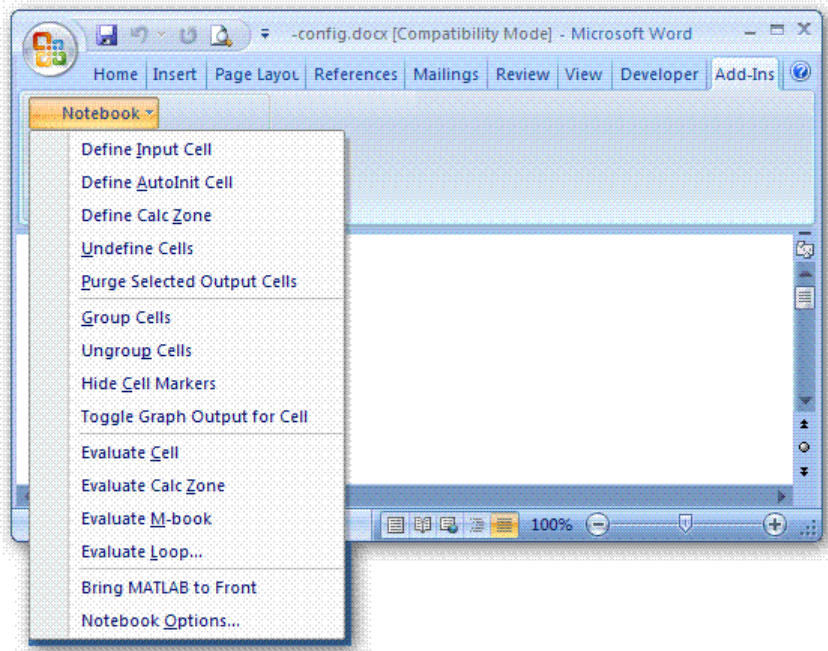 -config.docx [Compatibility Mode] - Microsoft Word
Home Insert Page Layou References Mailings Review View Developer Add-Ins
Notebook
Define Input Cell
Define AutoInit Cell
Define Calc Zone
Undefine Cells
Purge Selected Output Cells
Group Cells
Ungroup Cells
Hide Cell Markers
Toggle Graph Output for Cell
Evaluate Cell
Evaluate Calc Zone
Evaluate M-book
Evaluate Loop...
Bring MATLAB to Front
Notebook Options...
100%